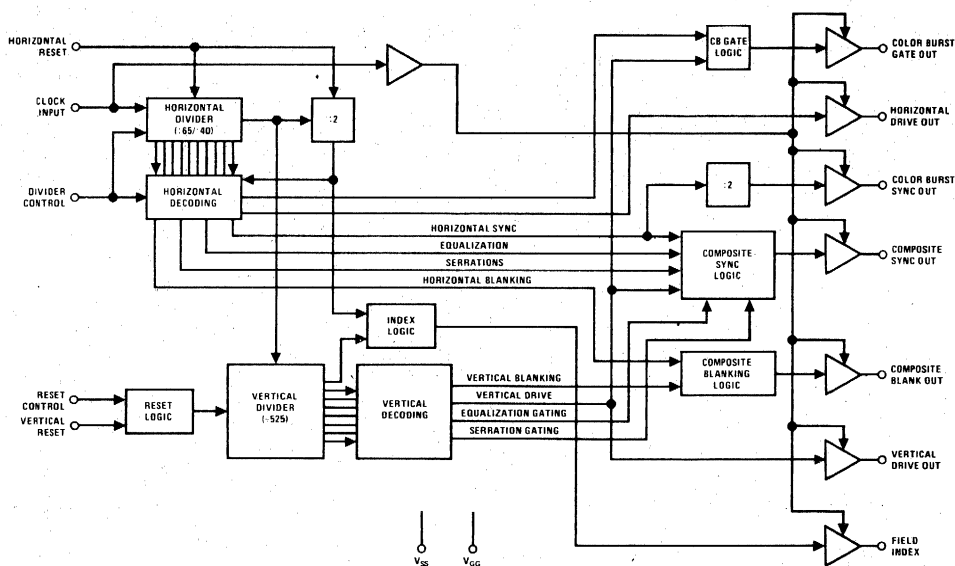 HORIZONTAL
RESET
CLOCK
INPUT
DIVIDER
CONTROL
HORIZONTAL
DIVIDER
(÷65/÷40)
:2
HORIZONTAL
DECODING
CB GATE
LOGIC
COLOR BURST
GATE OUT
HORIZONTAL
DRIVE OUT
:2
COLOR BURST
SYNC OUT
HORIZONTAL SYNC
EQUALIZATION
SERRATIONS
HORIZONTAL BLANKING
COMPOSITE
SYNC
LOGIC
COMPOSITE
SYNC OUT
INDEX
LOGIC
COMPOSITE
BLANKING
LOGIC
COMPOSITE
BLANK OUT
RESET
CONTROL
VERTICAL
RESET
RESET
LOGIC
VERTICAL
DIVIDER
(÷525)
VERTICAL
DECODING
VERTICAL BLANKING
VERTICAL DRIVE
EQUALIZATION GATING
SERRATION GATING
VERTICAL
DRIVE OUT
FIELD
INDEX
VSS
VGG